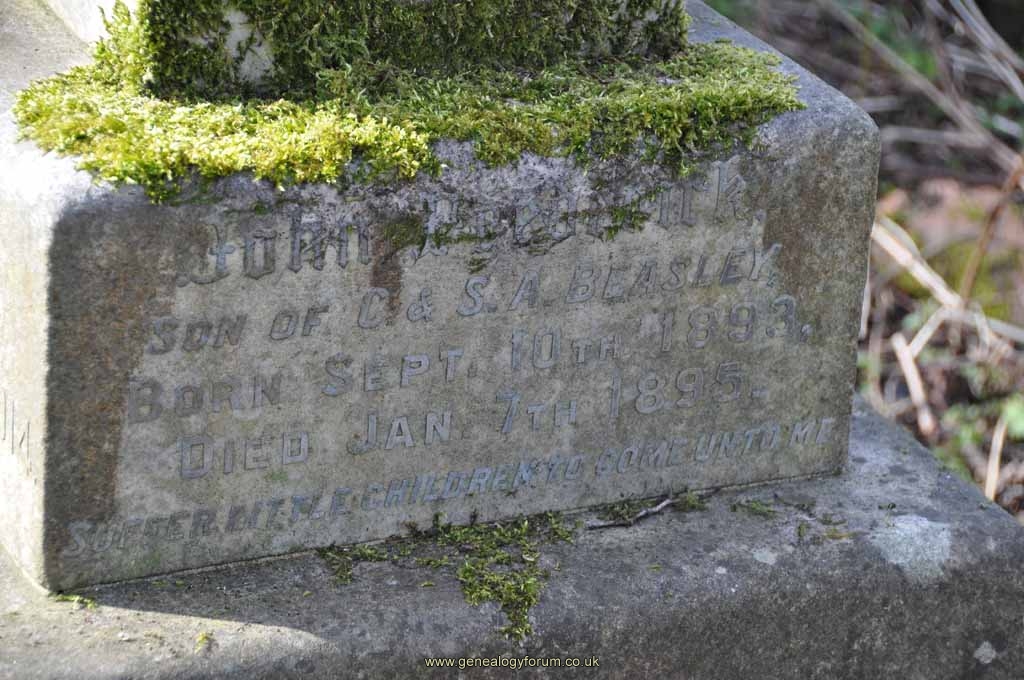 John
SON OF C. & S. A. BEASLEY,
BORN SEPT. 10TH 1893.
DIED JAN. 7TH 1895.
SUFFER LITTLE CHILDREN TO COME UNTO ME
www.genealogyforum.co.uk